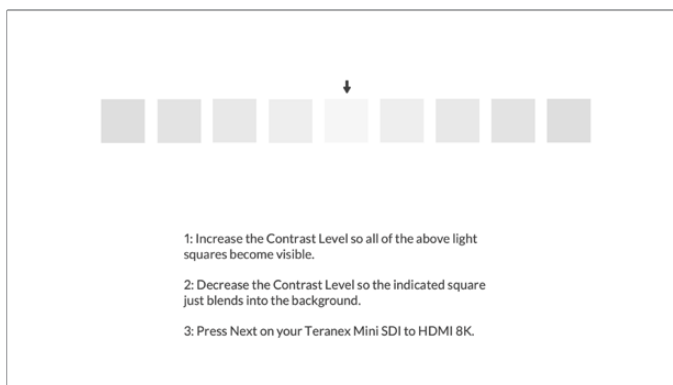 1: Increase the Contrast Level so all of the above light
squares become visible.
2: Decrease the Contrast Level so the indicated square
just blends into the background.
3: Press Next on your Teranex Mini SDI to HDMI 8K.